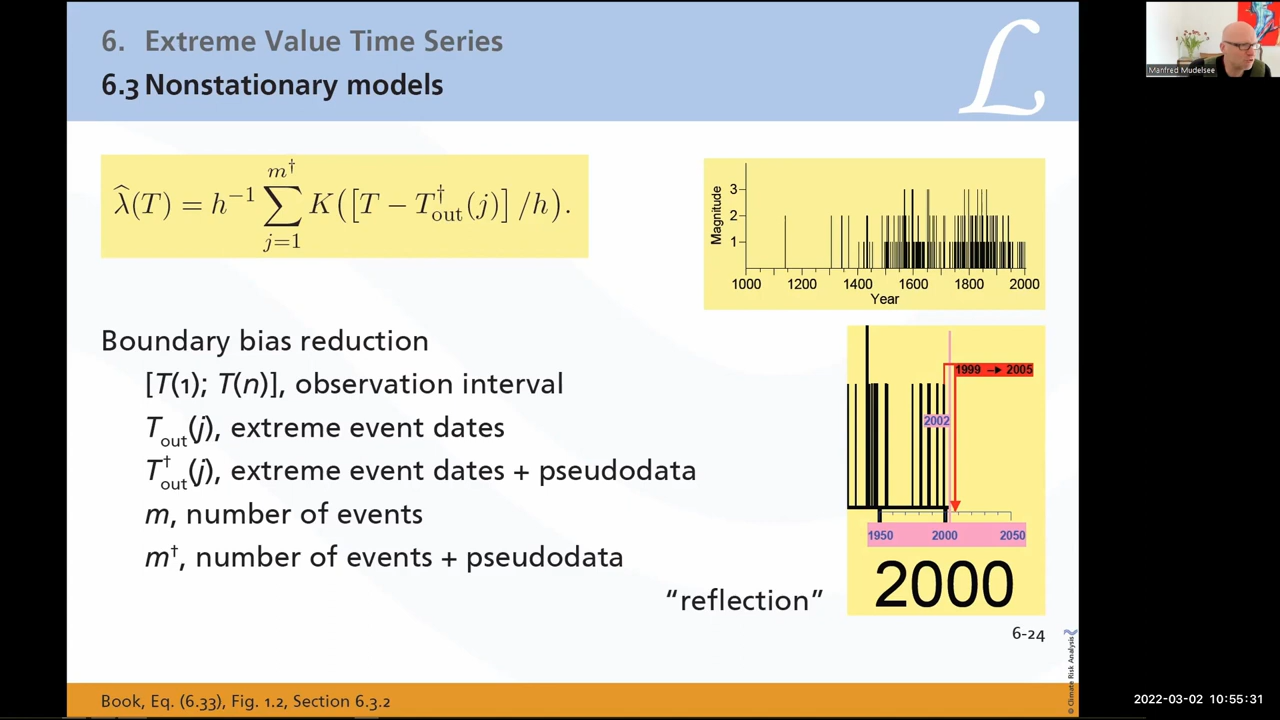 6. Extreme Value Time Series
6.3 Nonstationary models
ℒ
Manfred Mudelsee
λ̂(T) = h⁻¹ ∑_{j=1}^{m†} K([T − T†out(j)] /h).
Magnitude
3
2
1
1000 1200 1400 1600 1800 2000
Year
Boundary bias reduction
[T(1); T(n)], observation interval
Tout(j), extreme event dates
T†out(j), extreme event dates + pseudodata
m, number of events
m†, number of events + pseudodata
"reflection"
1999 → 2005
2002
1950 2000 2050
2000
6-24
© Climate Risk Analysis
Book, Eq. (6.33), Fig. 1.2, Section 6.3.2
2022-03-02 10:55:31